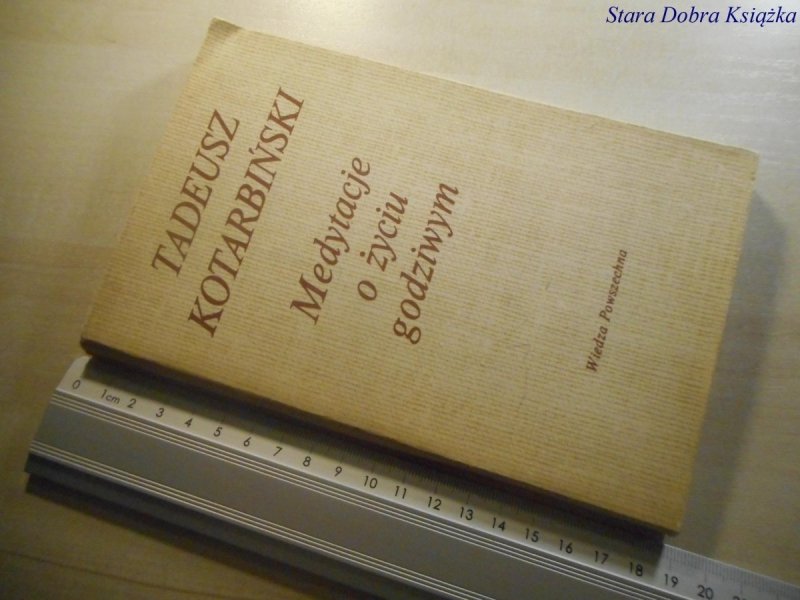 Stara Dobra Książka
TADEUSZ
KOTARBIŃSKI
Medytacje
o życiu
godziwym
Wiedza Powszechna
0 1cm 2 3 4 5 6 7 8 9 10 11 12 13 14 15 16 17 18 19 20